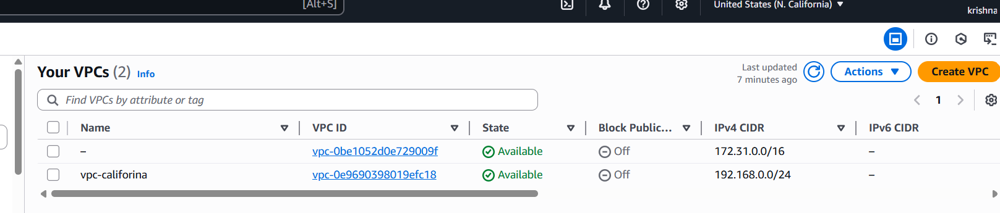 [Alt+S]
United States (N. California)
krishna
Your VPCs (2) Info
Last updated
7 minutes ago
Actions
Create VPC
Find VPCs by attribute or tag
1
Name VPC ID State Block Public... IPv4 CIDR IPv6 CIDR
– vpc-0be1052d0e729009f Available Off 172.31.0.0/16 –
vpc-califorina vpc-0e9690398019efc18 Available Off 192.168.0.0/24 –